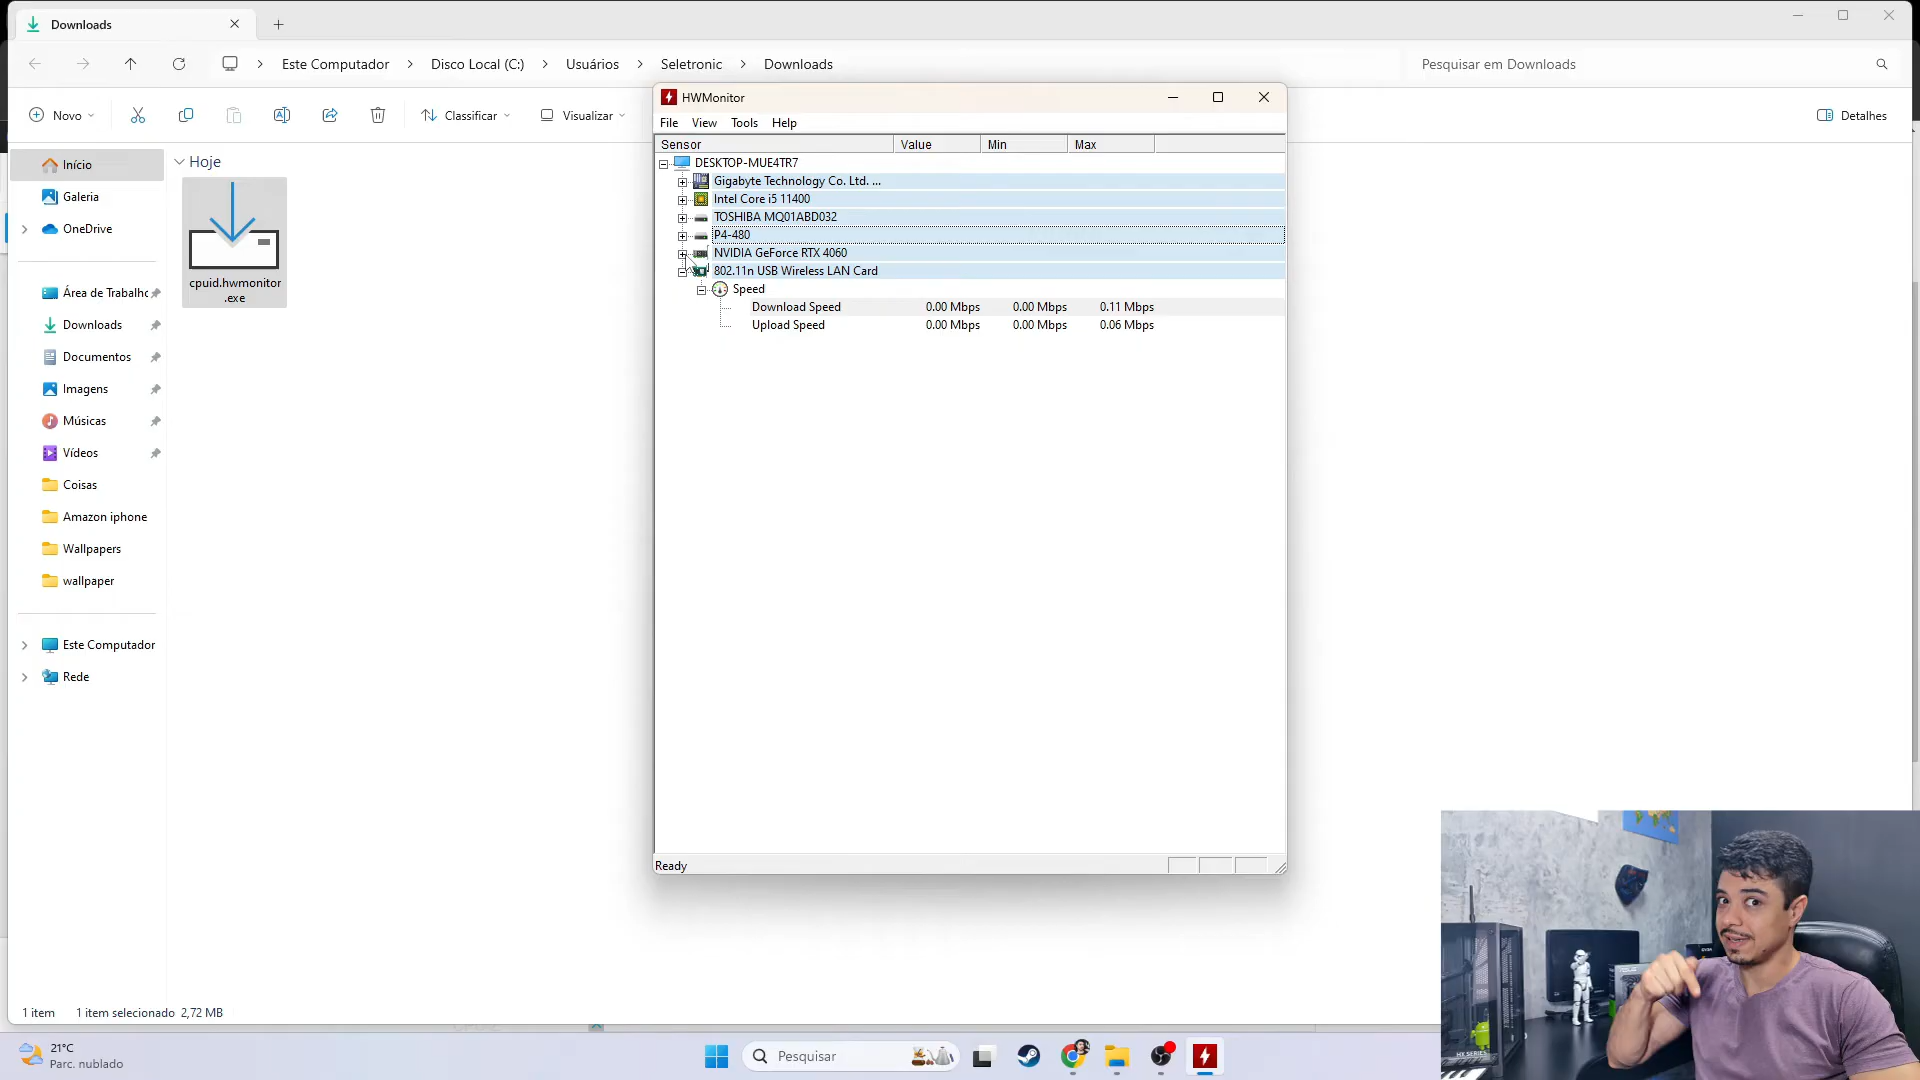 Downloads
Este Computador
Disco Local (C:)
Usuários
Seletronic
Downloads
Pesquisar em Downloads
Novo
Classificar
Visualizar
Detalhes
Início
Galeria
OneDrive
Área de Trabalho
Downloads
Documentos
Imagens
Músicas
Vídeos
Coisas
Amazon iphone
Wallpapers
wallpaper
Este Computador
Rede
Hoje
cpuid.hwmonitor
.exe
HWMonitor
File View Tools Help
Sensor Value Min Max
DESKTOP-MUE4TR7
Gigabyte Technology Co. Ltd. ...
Intel Core i5 11400
TOSHIBA MQ01ABD032
P4-480
NVIDIA GeForce RTX 4060
802.11n USB Wireless LAN Card
Speed
Download Speed 0.00 Mbps 0.00 Mbps 0.11 Mbps
Upload Speed 0.00 Mbps 0.00 Mbps 0.06 Mbps
Ready
1 item 1 item selecionado 2,72 MB
21°C
Parc. nublado
Pesquisar
HX SERIES